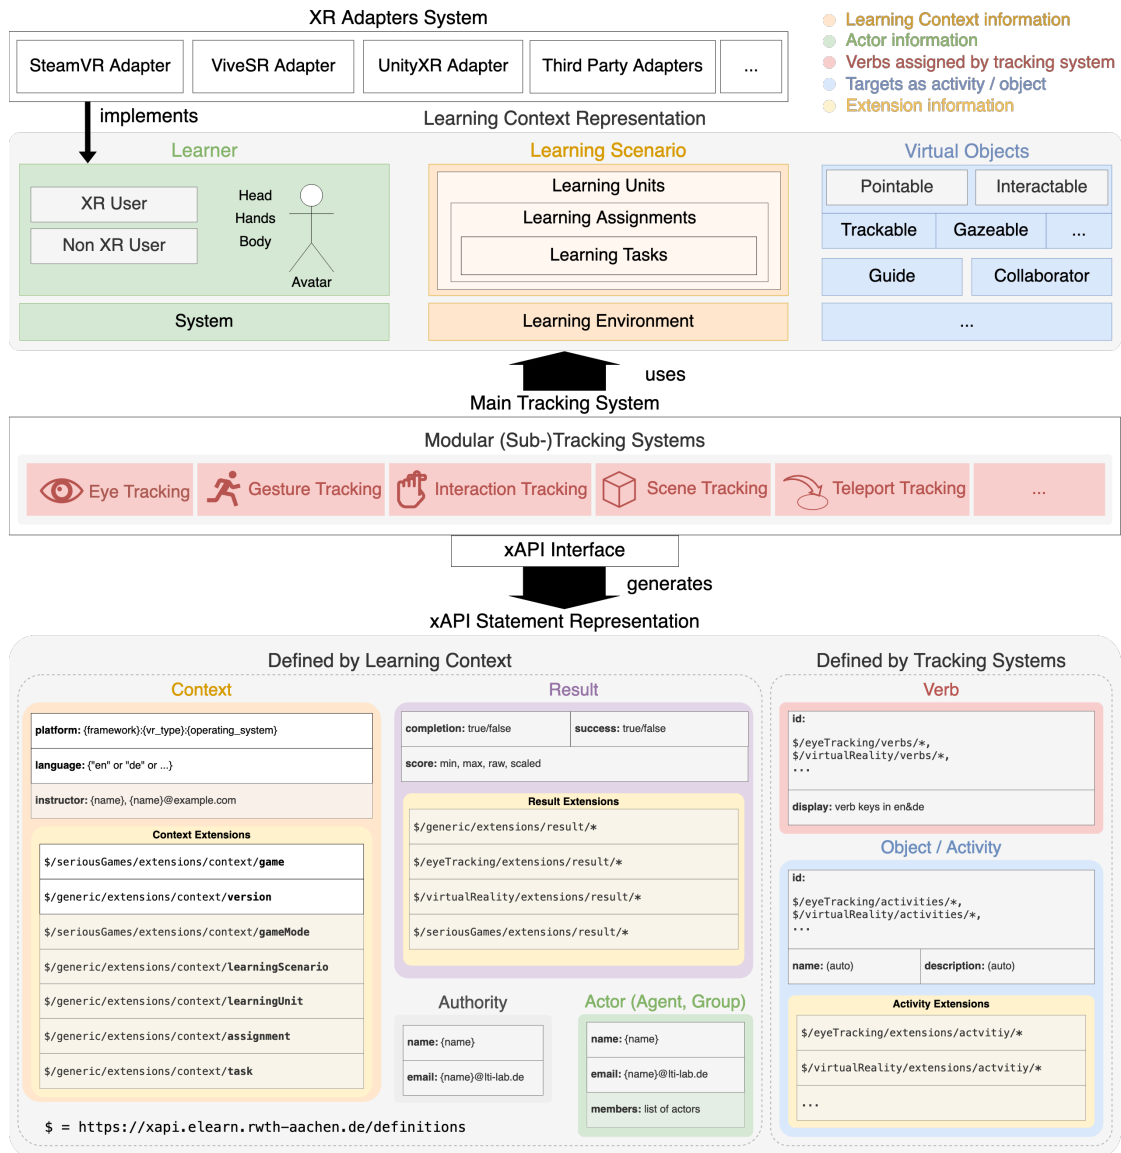 XR Adapters System
SteamVR Adapter
ViveSR Adapter
UnityXR Adapter
Third Party Adapters
...
Learning Context information
Actor information
Verbs assigned by tracking system
Targets as activity / object
Extension information
implements
Learning Context Representation
Learner
XR User
Non XR User
Head
Hands
Body
Avatar
System
Learning Scenario
Learning Units
Learning Assignments
Learning Tasks
Learning Environment
Virtual Objects
Pointable
Interactable
Trackable
Gazeable
...
Guide
Collaborator
...
uses
Main Tracking System
Modular (Sub-)Tracking Systems
Eye Tracking
Gesture Tracking
Interaction Tracking
Scene Tracking
Teleport Tracking
...
xAPI Interface
generates
xAPI Statement Representation
Defined by Learning Context
Context
platform: {framework}:{vr_type}:{operating_system}
language: {"en" or "de" or ...}
instructor: {name}, {name}@example.com
Context Extensions
$/seriousGames/extensions/context/game
$/generic/extensions/context/version
$/seriousGames/extensions/context/gameMode
$/generic/extensions/context/learningScenario
$/generic/extensions/context/learningUnit
$/generic/extensions/context/assignment
$/generic/extensions/context/task
Result
completion: true/false
success: true/false
score: min, max, raw, scaled
Result Extensions
$/generic/extensions/result/*
$/eyeTracking/extensions/result/*
$/virtualReality/extensions/result/*
$/seriousGames/extensions/result/*
Authority
name: {name}
email: {name}@lti-lab.de
Actor (Agent, Group)
name: {name}
email: {name}@lti-lab.de
members: list of actors
$ = https://xapi.elearn.rwth-aachen.de/definitions
Defined by Tracking Systems
Verb
id:
$/eyeTracking/verbs/*,
$/virtualReality/verbs/*,
...
display: verb keys in en&de
Object / Activity
id:
$/eyeTracking/activities/*,
$/virtualReality/activities/*,
...
name: (auto)
description: (auto)
Activity Extensions
$/eyeTracking/extensions/actvitiy/*
$/virtualReality/extensions/actvitiy/*
...